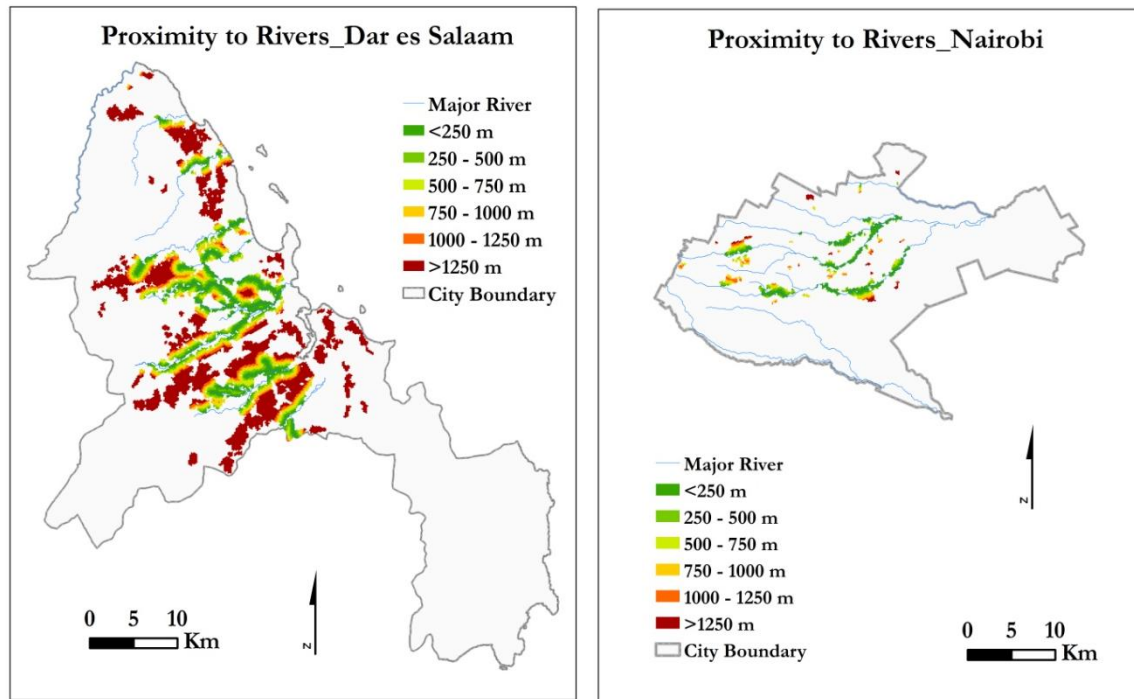 Proximity to Rivers_Dar es Salaam
Major River
<250 m
250 - 500 m
500 - 750 m
750 - 1000 m
1000 - 1250 m
>1250 m
City Boundary
0 5 10
Km
N
Proximity to Rivers_Nairobi
Major River
<250 m
250 - 500 m
500 - 750 m
750 - 1000 m
1000 - 1250 m
>1250 m
City Boundary
N
0 5 10
Km